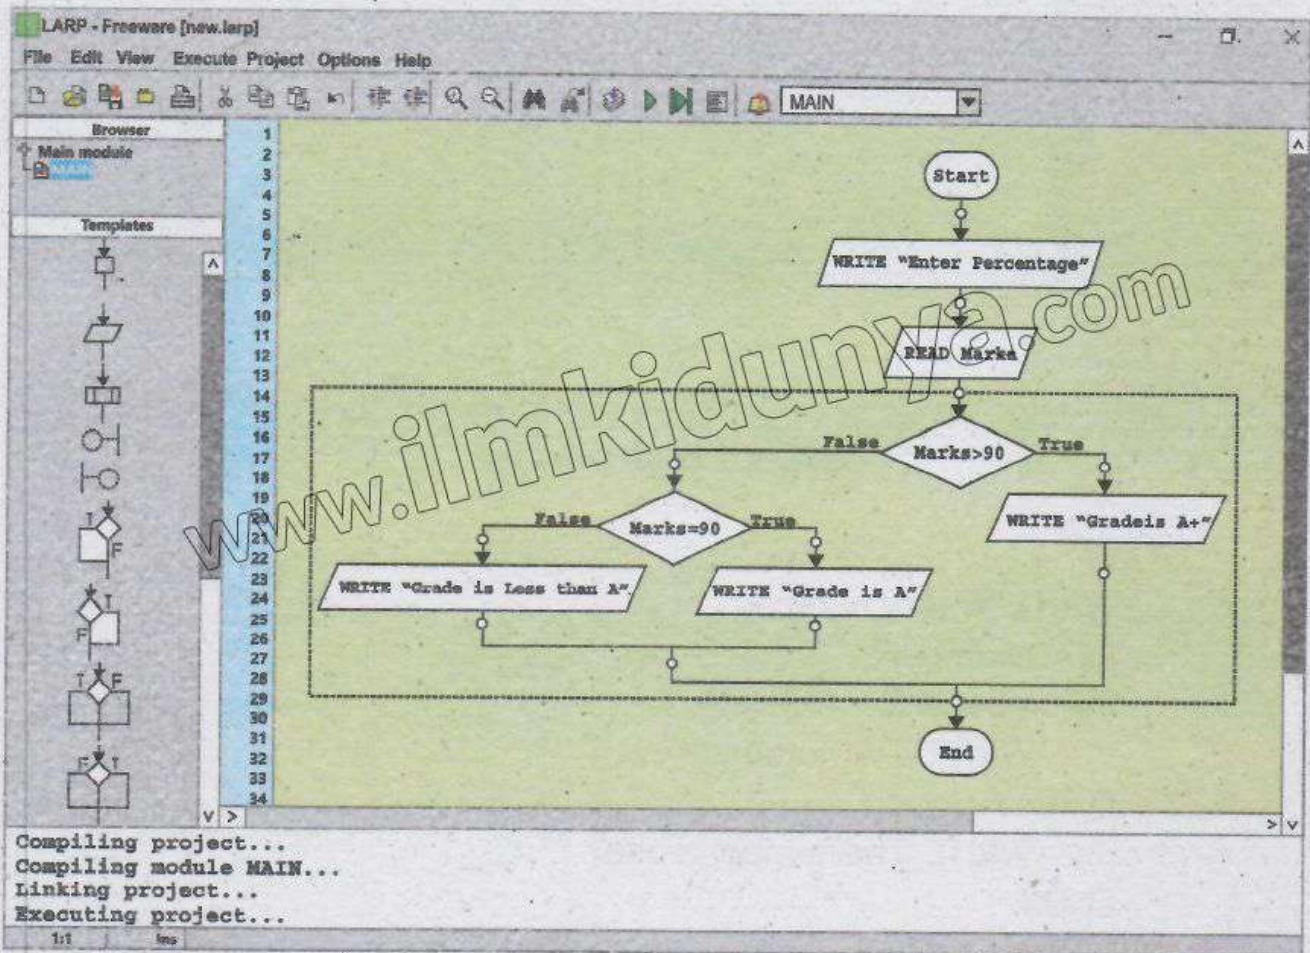 LARP - Freeware [new.larp]
File Edit View Execute Project Options Help
MAIN
Browser
Main module
MAIN
Templates
1
2
3
4
5
6
7
8
9
10
11
12
13
14
15
16
17
18
19
20
21
22
23
24
25
26
27
28
29
30
31
32
33
34
T
F
T
F
T F
F T
Start
WRITE "Enter Percentage"
READ Marks
False Marks>90 True
False Marks=90 True
WRITE "Gradeis A+"
WRITE "Grade is Less than A"
WRITE "Grade is A"
End
www.ilmkidunya.com
Compiling project...
Compiling module MAIN...
Linking project...
Executing project...
1:1 Ins